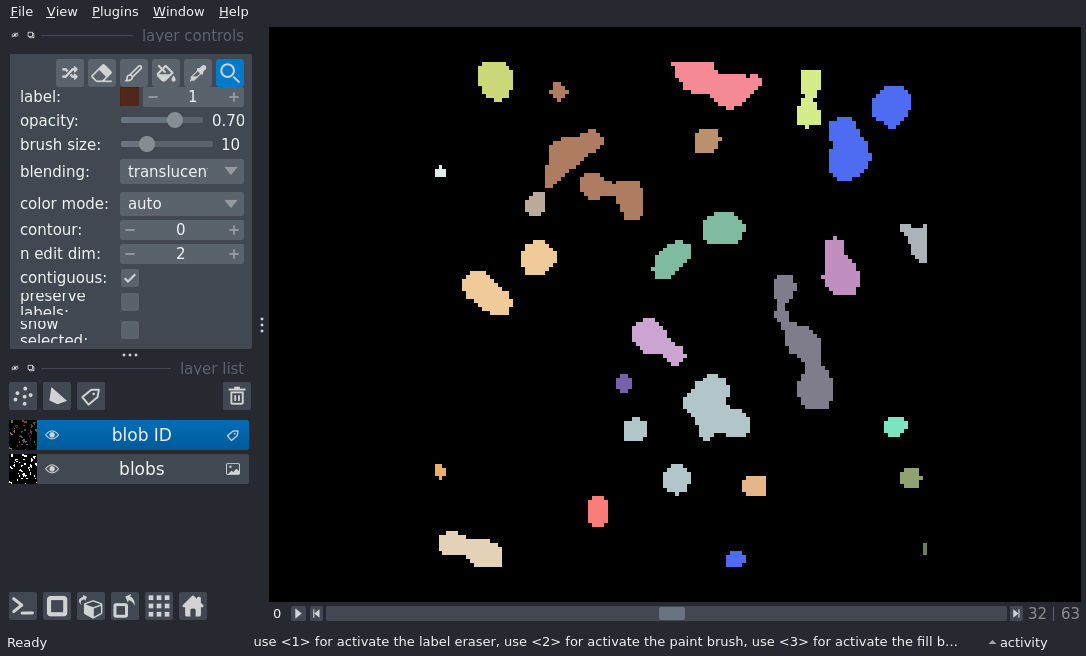 File View Plugins Window Help
layer controls
label: 1
opacity: 0.70
brush size: 10
blending: translucen
color mode: auto
contour: 0
n edit dim: 2
contiguous:
preserve
labels:
show
selected:
layer list
blob ID
blobs
0 32 63
Ready use <1> for activate the label eraser, use <2> for activate the paint brush, use <3> for activate the fill b... activity